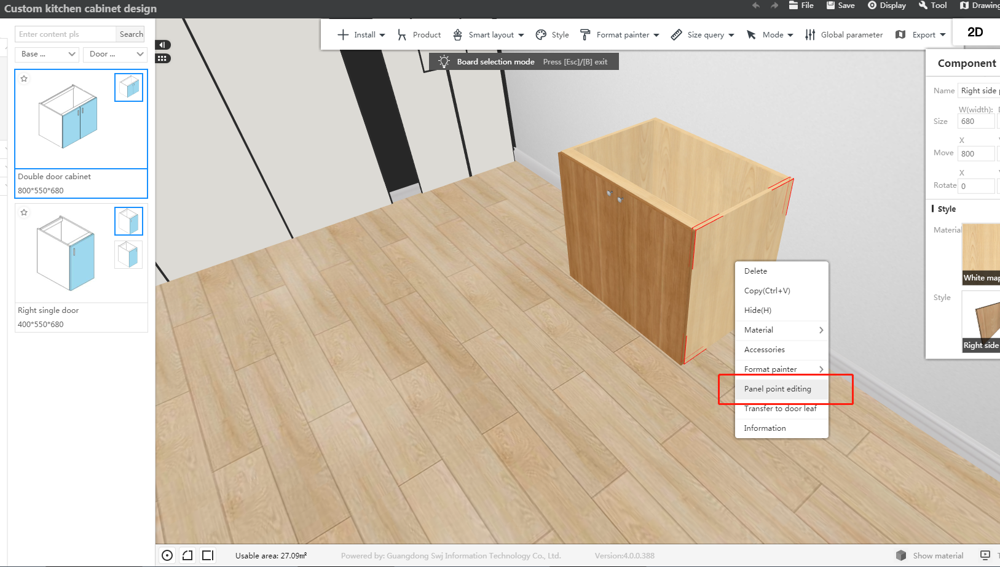 Custom kitchen cabinet design
File
Save
Display
Tool
Drawing
Enter content pls
Search
Base ...
Door ...
Install
Product
Smart layout
Style
Format painter
Size query
Mode
Global parameter
Export
2D
Board selection mode
Press [Esc]/[B] exit
Double door cabinet
800*550*680
Right single door
400*550*680
Component
Name
Right side
W(width):
Size
680
X
Move
800
X
Rotate
0
Style
Material
White map
Style
Right side
Delete
Copy(Ctrl+V)
Hide(H)
Material
Accessories
Format painter
Panel point editing
Transfer to door leaf
Information
Usable area: 27.09㎡
Powered by: Guangdong Swj Information Technology Co., Ltd.
Version:4.0.0.388
Show material